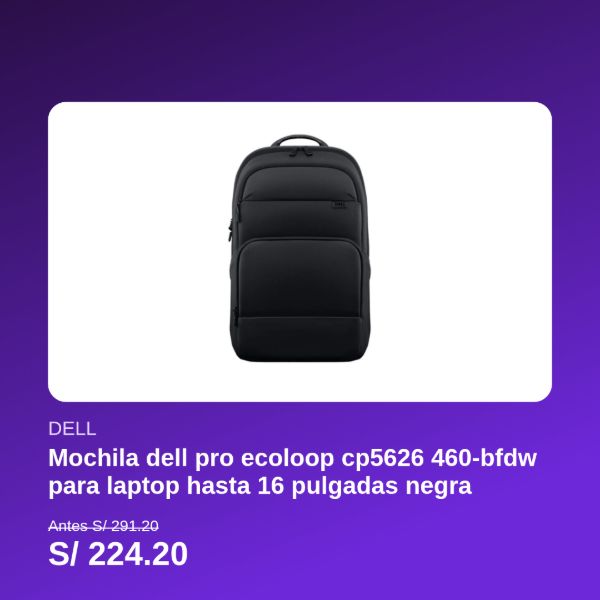 DELL
Mochila dell pro ecoloop cp5626 460-bfdw
para laptop hasta 16 pulgadas negra
Antes S/ 291.20
S/ 224.20